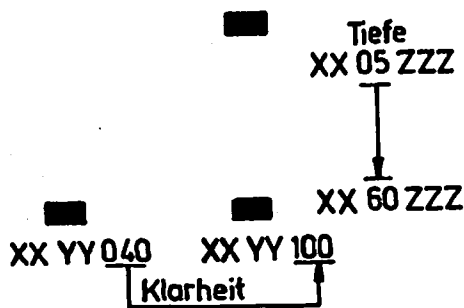 Tiefe
XX 05 ZZZ
XX 60 ZZZ
XX YY 040
XX YY 100
Klarheit